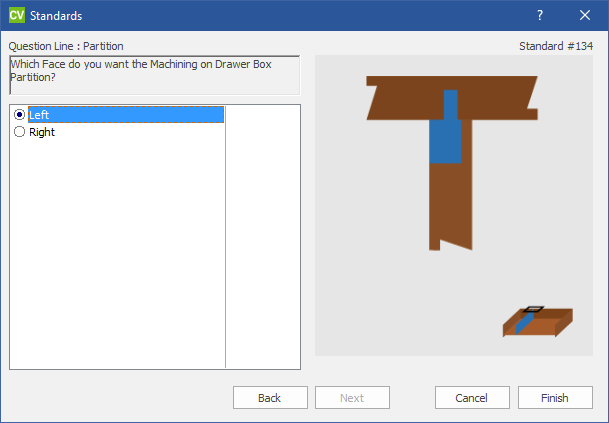 CV Standards ?
Question Line : Partition
Standard #134
Which Face do you want the Machining on Drawer Box
Partition?
Left
Right
Back
Next
Cancel
Finish